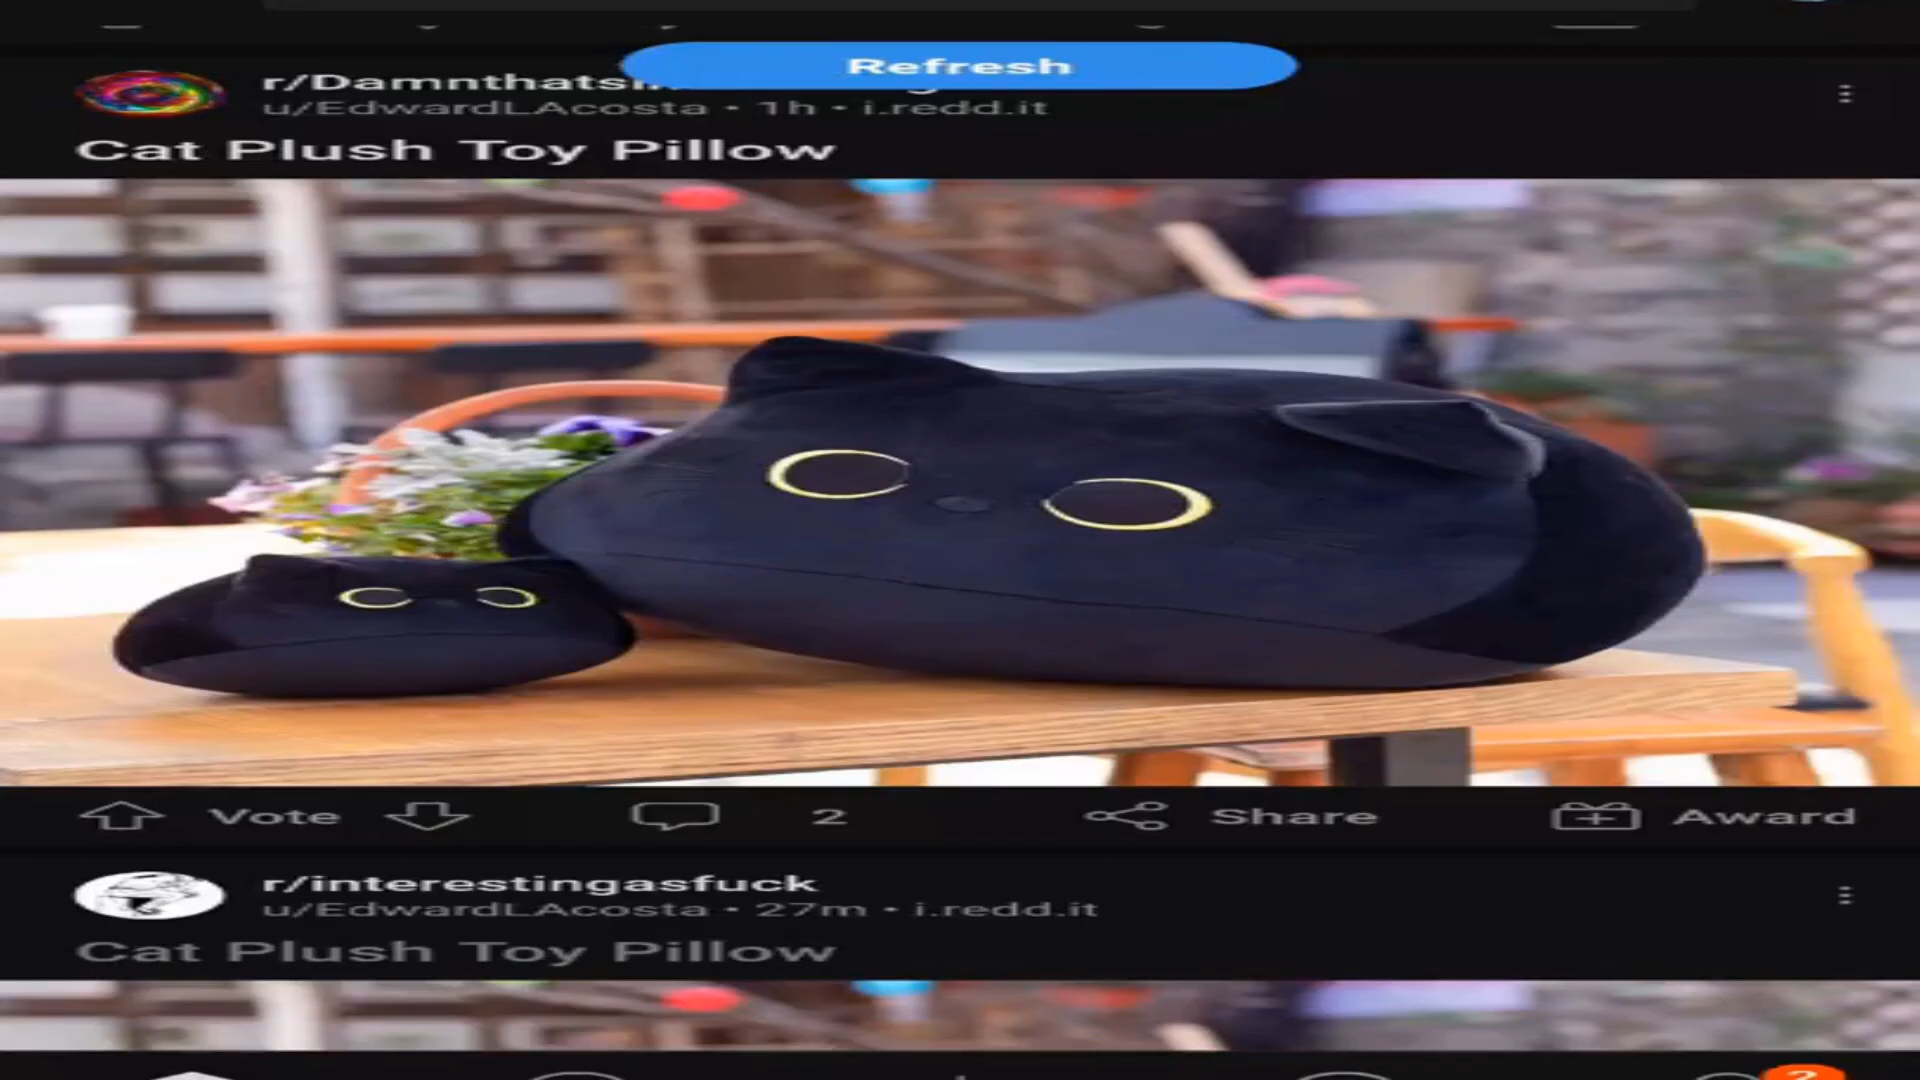 Refresh
u/EdwardLAcosta • 1h • i.redd.it
Cat Plush Toy Pillow
Vote
2
Share
Award
r/interestingasfuck
u/EdwardLAcosta • 27m • i.redd.it
Cat Plush Toy Pillow